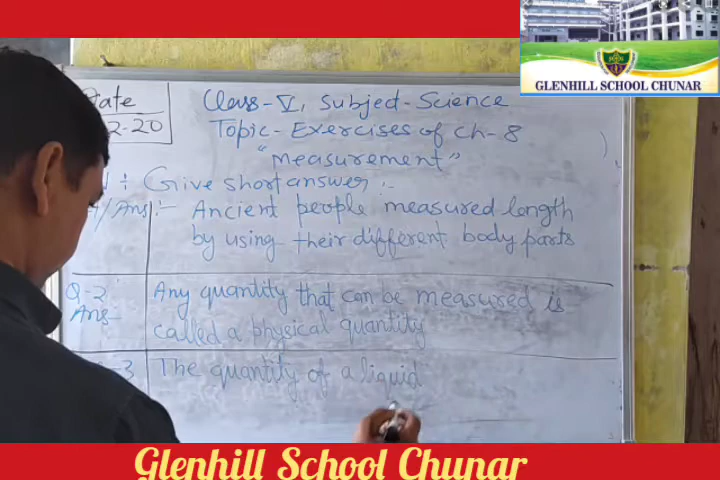 GLENHILL SCHOOL CHUNAR
Date
2-20
Class-V, Subject-Science
Topic-Exercises of Ch-8
"Measurement"
÷ Give short answer :-
Ans :- Ancient people measured length
by using their different body parts
Q-2 Any quantity that can be measured is
Ans- called a physical quantity
-3 The quantity of a liquid
Glenhill School Chunar